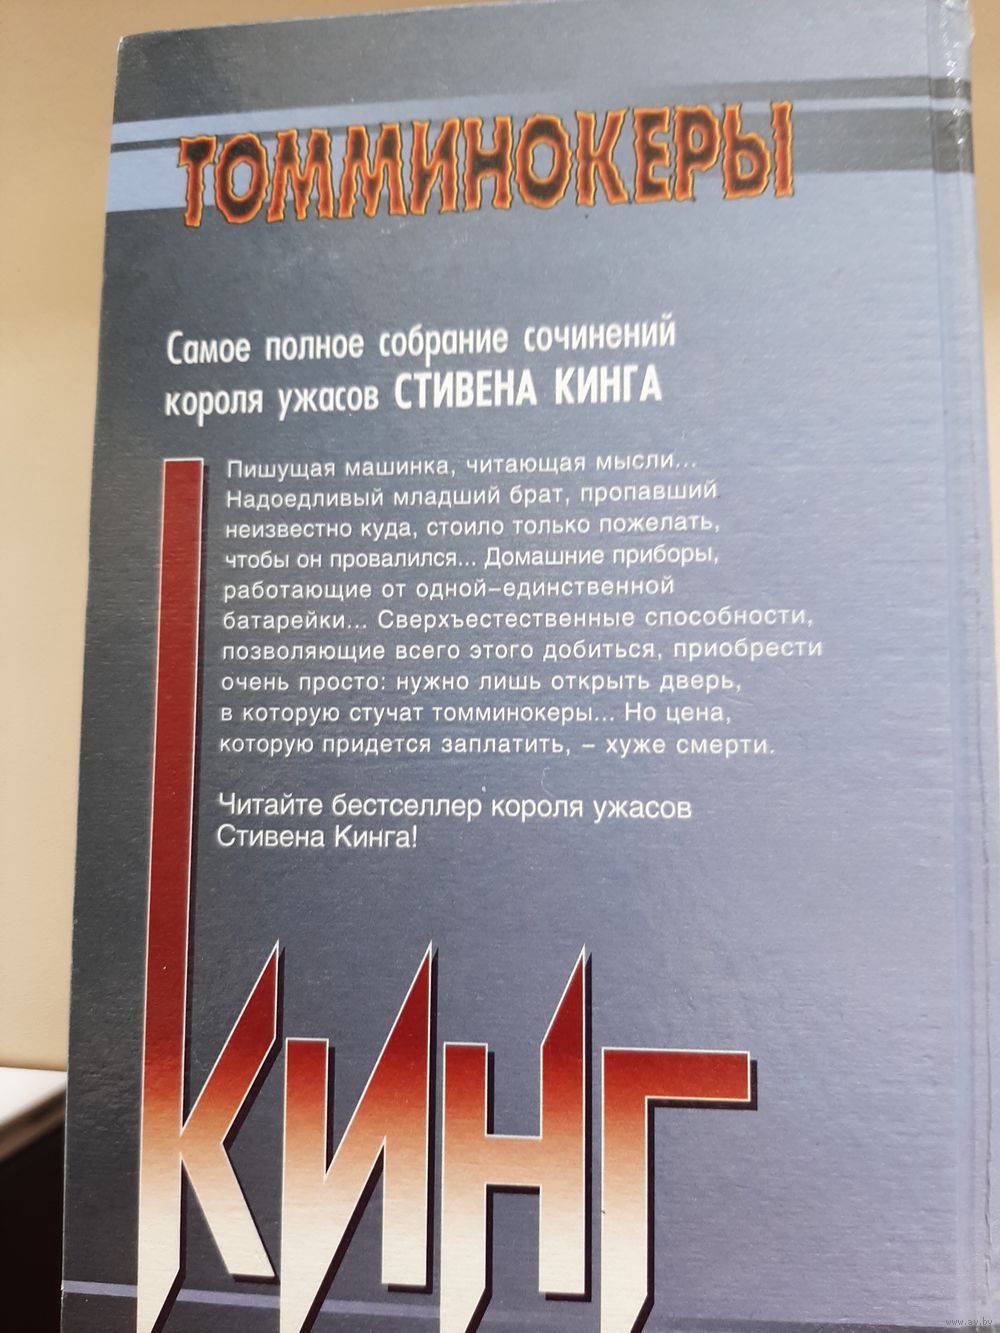 ТОММИНОКЕРЫ
Самое полное собрание сочинений
короля ужасов СТИВЕНА КИНГА
Пишущая машинка, читающая мысли...
Надоедливый младший брат, пропавший
неизвестно куда, стоило только пожелать,
чтобы он провалился... Домашние приборы,
работающие от одной–единственной
батарейки... Сверхъестественные способности,
позволяющие всего этого добиться, приобрести
очень просто: нужно лишь открыть дверь,
в которую стучат томминокеры... Но цена,
которую придется заплатить, – хуже смерти.
Читайте бестселлер короля ужасов
Стивена Кинга!
КИНГ
www.ay.by